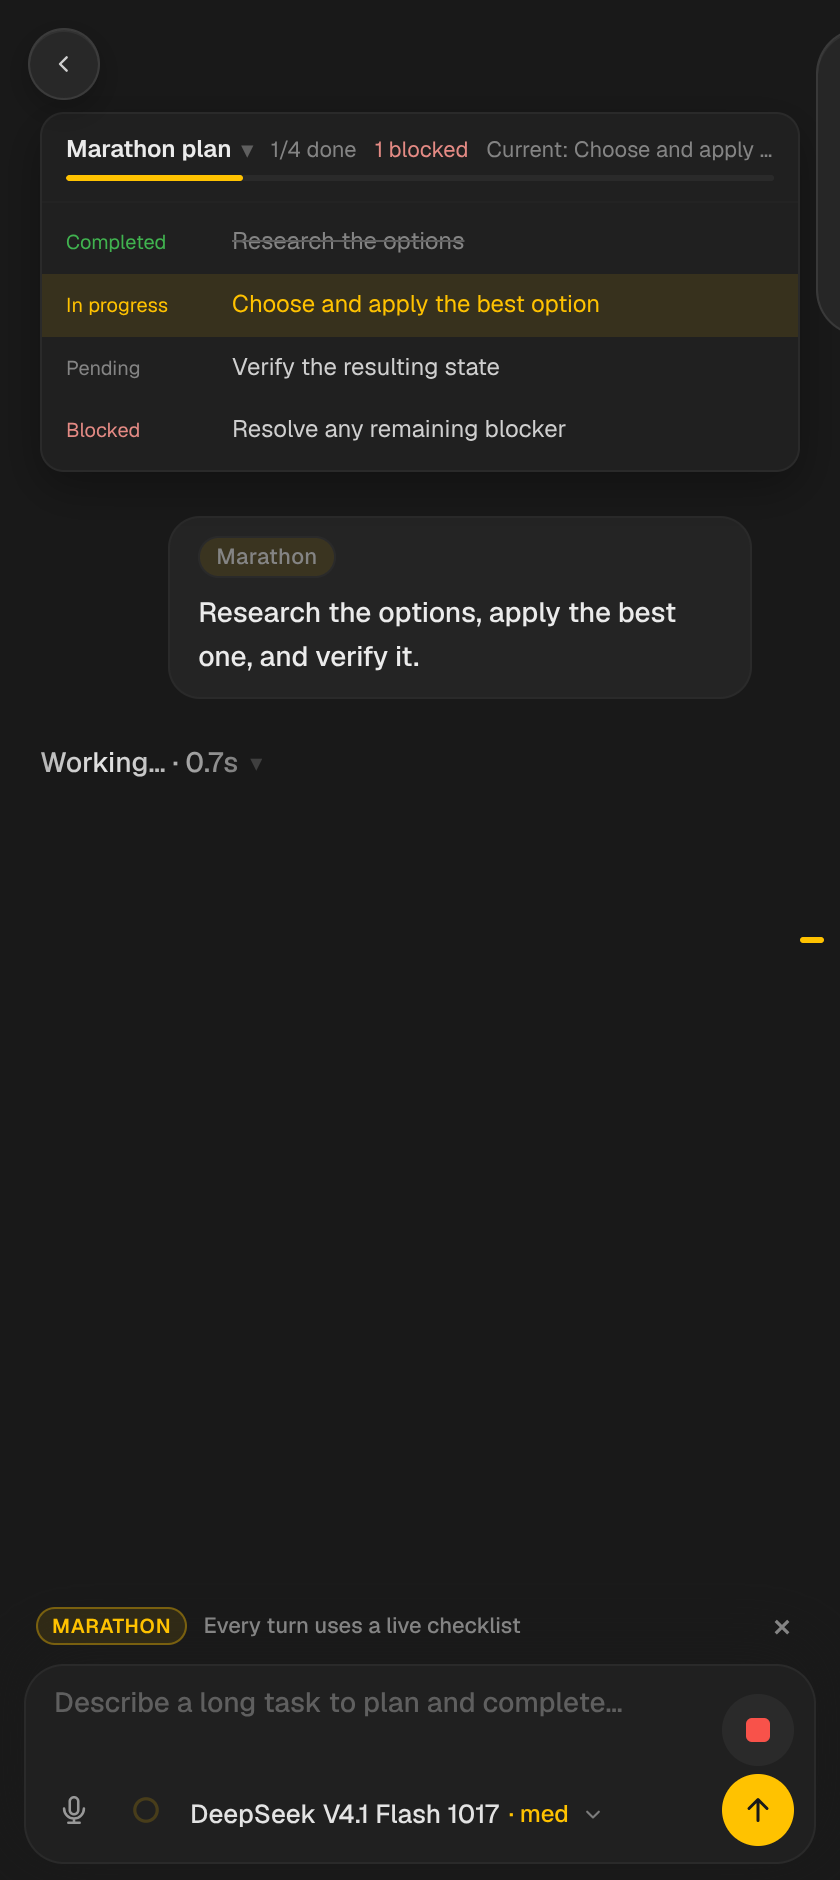 Marathon plan ▾ 1/4 done 1 blocked Current: Choose and apply …
Completed Research the options
In progress Choose and apply the best option
Pending Verify the resulting state
Blocked Resolve any remaining blocker
Marathon
Research the options, apply the best
one, and verify it.
Working... · 0.7s ▾
MARATHON Every turn uses a live checklist ×
Describe a long task to plan and complete...
DeepSeek V4.1 Flash 1017 · med